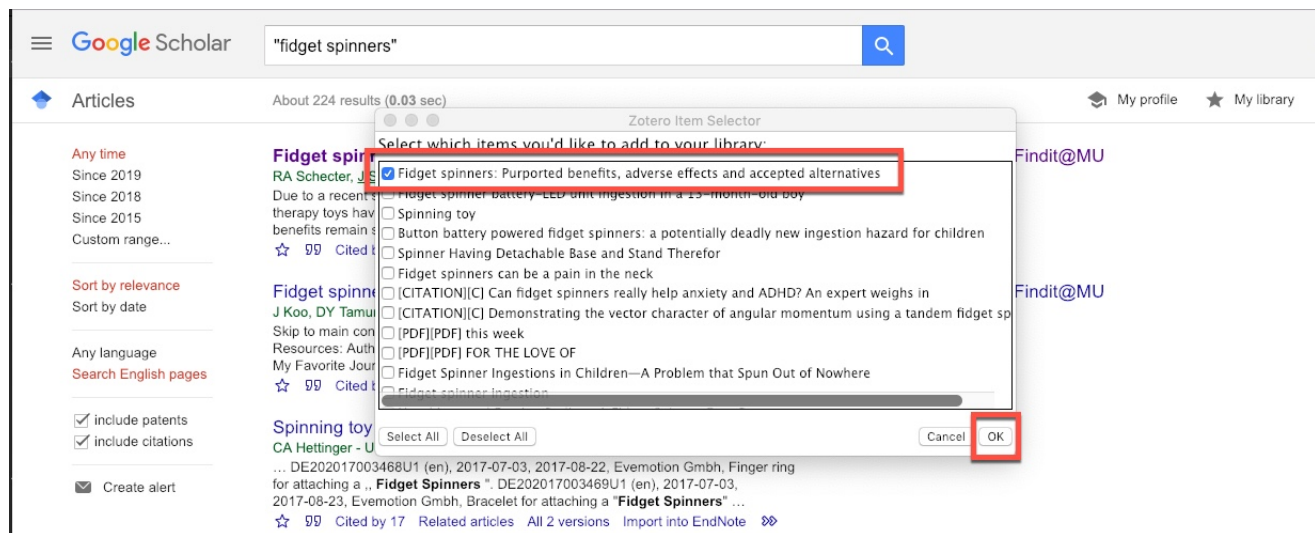 Google Scholar
"fidget spinners"
Articles
About 224 results (0.03 sec)
My profile
My library
Any time
Since 2019
Since 2018
Since 2015
Custom range...
Sort by relevance
Sort by date
Any language
Search English pages
include patents
include citations
Create alert
Fidget spin
RA Schecter,
Due to a recent
therapy toys hav
benefits remain
Cited
Findit@MU
Fidget spinne
J Koo, DY Tamu
Skip to main con
Resources: Auth
My Favorite Jour
Cited
Findit@MU
Spinning toy
CA Hettinger - U
... DE202017003468U1 (en), 2017-07-03, 2017-08-22, Evemotion Gmbh, Finger ring
for attaching a ,, Fidget Spinners ". DE202017003469U1 (en), 2017-07-03,
2017-08-23, Evemotion Gmbh, Bracelet for attaching a "Fidget Spinners" ...
Cited by 17 Related articles All 2 versions Import into EndNote
Zotero Item Selector
Select which items you'd like to add to your library:
Fidget spinners: Purported benefits, adverse effects and accepted alternatives
Fidget spinner battery-LED unit ingestion in a 13-month-old boy
Spinning toy
Button battery powered fidget spinners: a potentially deadly new ingestion hazard for children
Spinner Having Detachable Base and Stand Therefor
Fidget spinners can be a pain in the neck
[CITATION][C] Can fidget spinners really help anxiety and ADHD? An expert weighs in
[CITATION][C] Demonstrating the vector character of angular momentum using a tandem fidget sp
[PDF][PDF] this week
[PDF][PDF] FOR THE LOVE OF
Fidget Spinner Ingestions in Children—A Problem that Spun Out of Nowhere
Fidget spinner ingestion
Select All
Deselect All
Cancel
OK